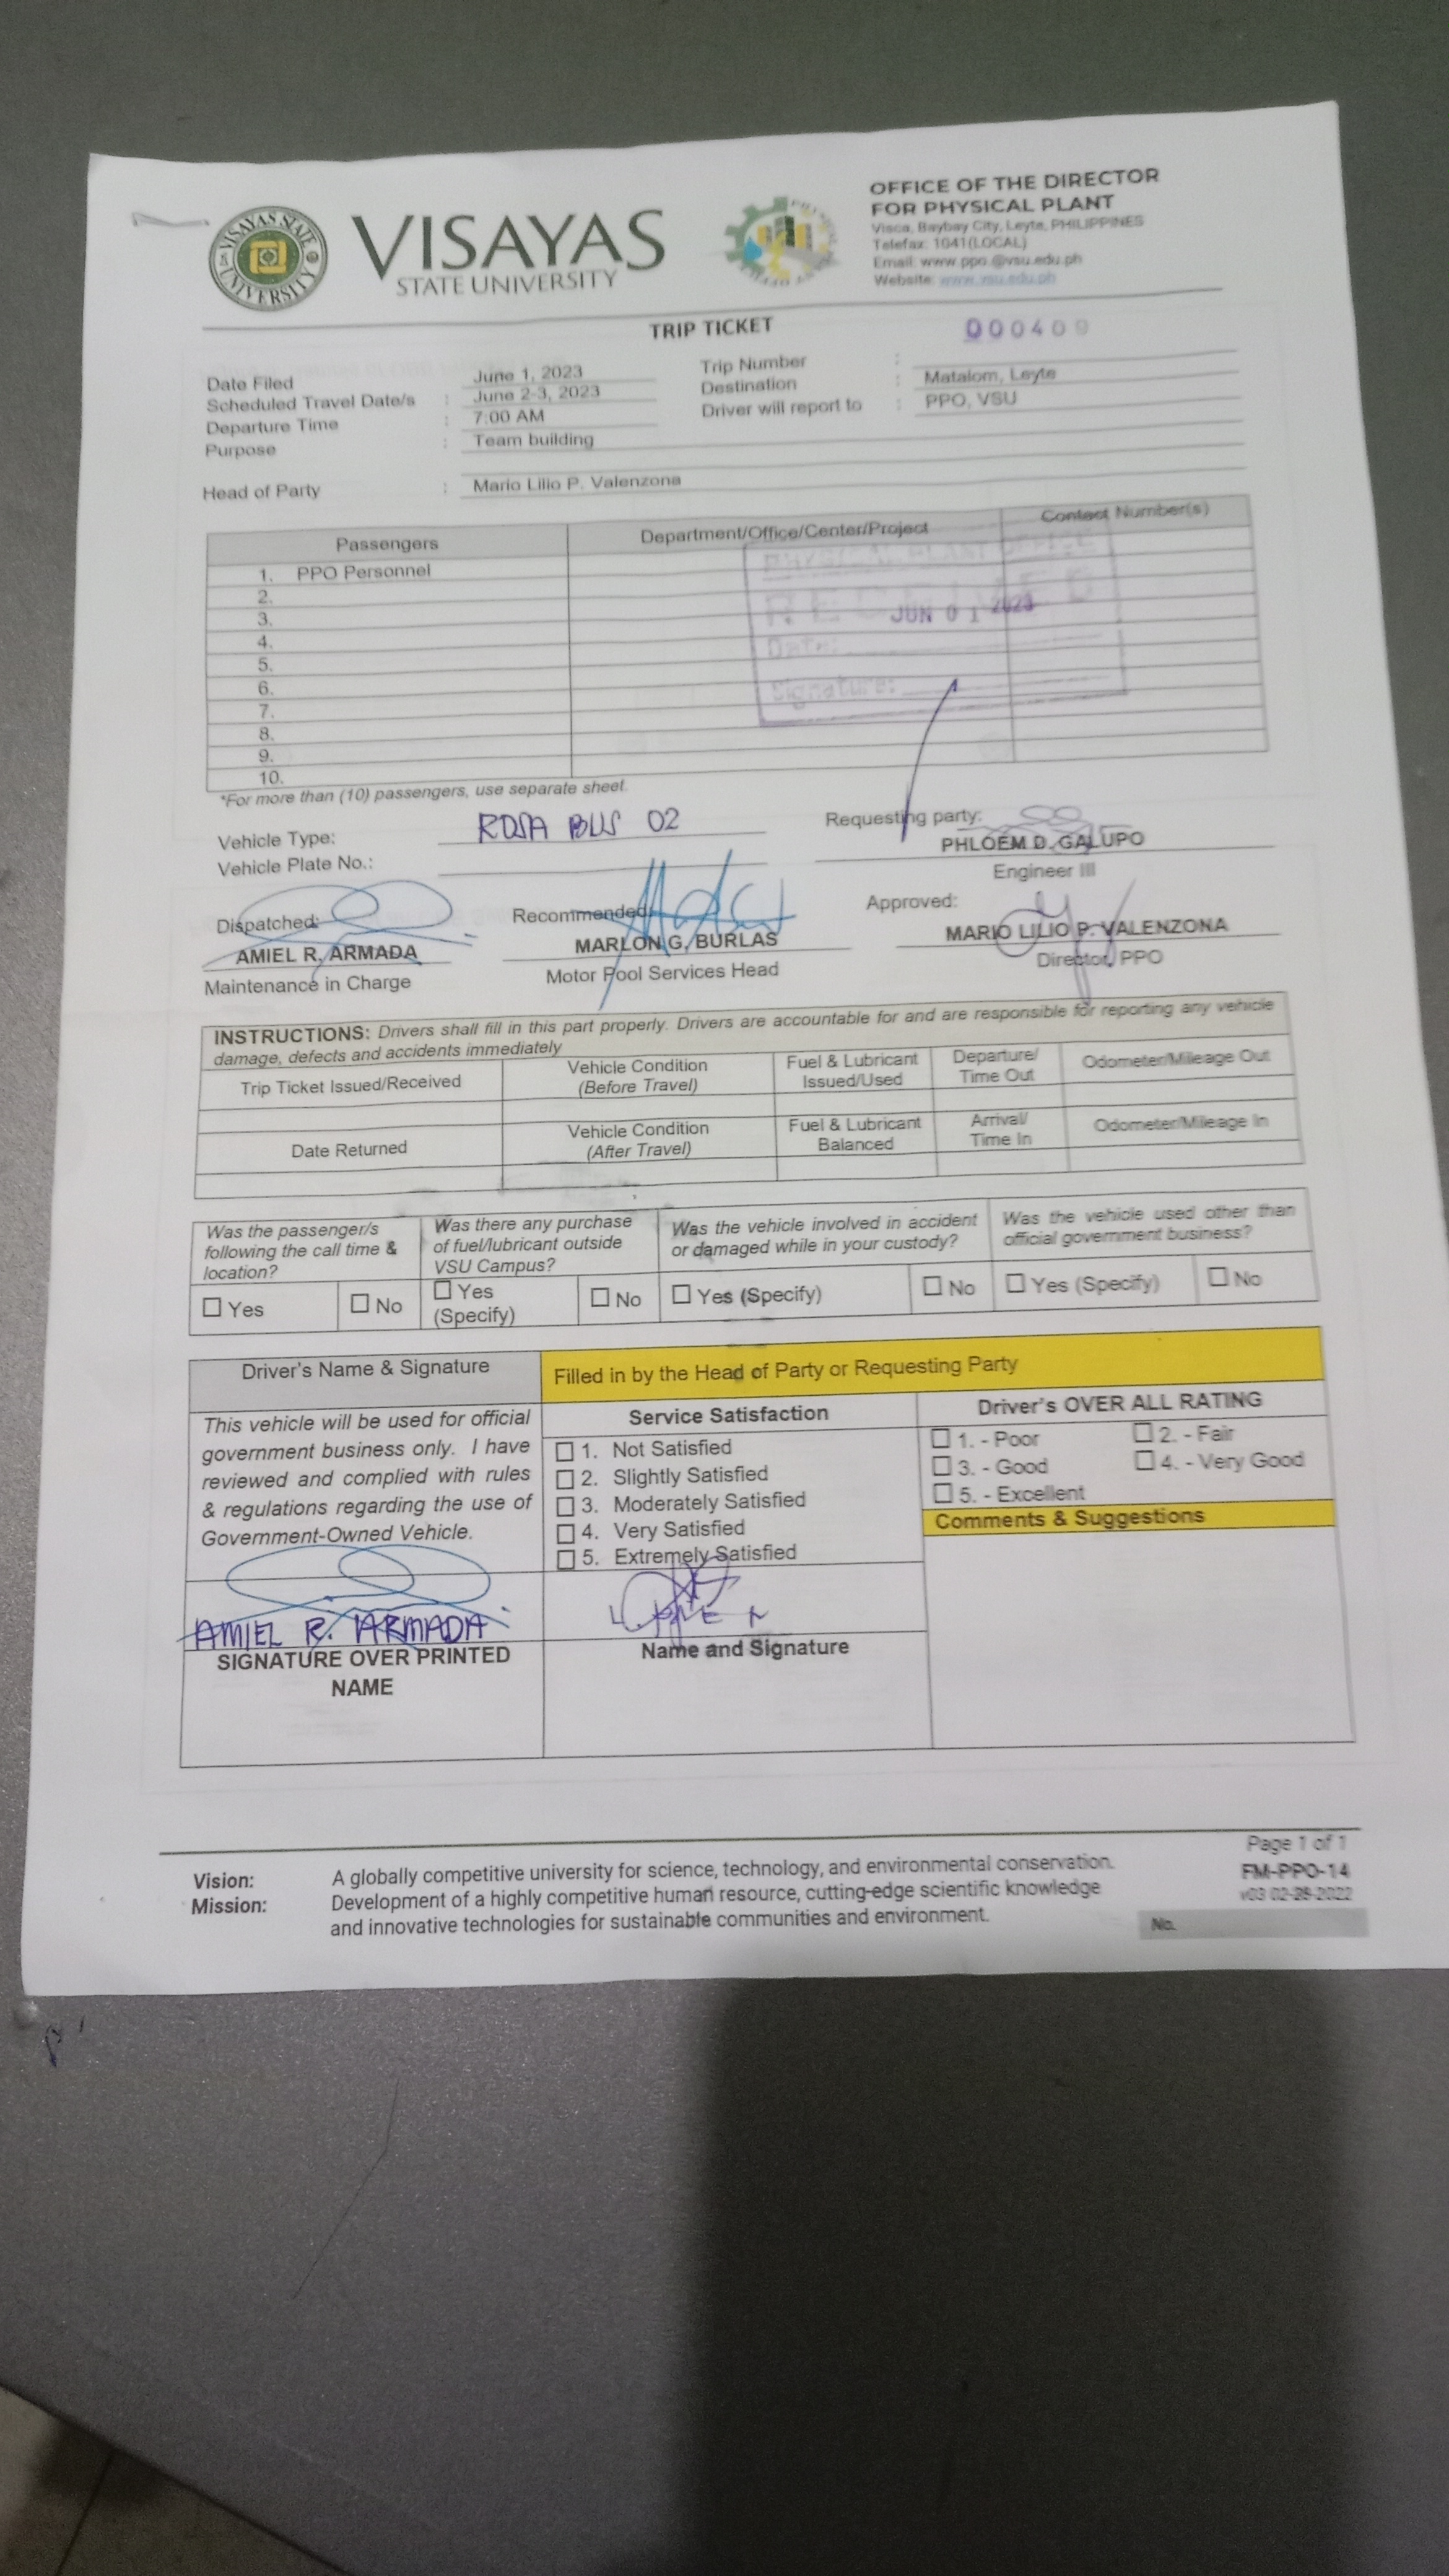 VISAYAS STATE UNIVERSITY
VISAYAS
STATE UNIVERSITY
OFFICE OF THE DIRECTOR
FOR PHYSICAL PLANT
Visca, Baybay City, Leyte, PHILIPPINES
Telefax: 1041(LOCAL)
Email: www.ppo.@vsu.edu.ph
Website: www.vsu.edu.ph
TRIP TICKET
000409
Date Filed June 1, 2023 Trip Number :
Scheduled Travel Date/s : June 2-3, 2023 Destination : Matalom, Leyte
Departure Time : 7:00 AM Driver will report to : PPO, VSU
Purpose : Team building
Head of Party : Mario Lilio P. Valenzona
Passengers Department/Office/Center/Project Contact Number(s)
1. PPO Personnel
2.
3.
4.
5.
6.
7.
8.
9.
10.
PHYSICAL PLANT OFFICE
RECEIVED
JUN 01 2023
Date:
Signature:
*For more than (10) passengers, use separate sheet.
Vehicle Type: ROSA BUS 02 Requesting party:
Vehicle Plate No.: PHLOEM D. GALUPO
Engineer III
Dispatched: Recommended: Approved:
AMIEL R. ARMADA MARLON G. BURLAS MARIO LILIO P. VALENZONA
Maintenance in Charge Motor Pool Services Head Director, PPO
INSTRUCTIONS: Drivers shall fill in this part properly. Drivers are accountable for and are responsible for reporting any vehicle
damage, defects and accidents immediately
Trip Ticket Issued/Received Vehicle Condition (Before Travel) Fuel & Lubricant Issued/Used Departure/ Time Out Odometer/Mileage Out
Date Returned Vehicle Condition (After Travel) Fuel & Lubricant Balanced Arrival/ Time In Odometer/Mileage In
Was the passenger/s following the call time & location?
Was there any purchase of fuel/lubricant outside VSU Campus?
Was the vehicle involved in accident or damaged while in your custody?
Was the vehicle used other than official government business?
☐ Yes ☐ No ☐ Yes (Specify) ☐ No ☐ Yes (Specify) ☐ No ☐ Yes (Specify) ☐ No
Driver's Name & Signature
Filled in by the Head of Party or Requesting Party
This vehicle will be used for official
government business only. I have
reviewed and complied with rules
& regulations regarding the use of
Government-Owned Vehicle.
AMIEL R. ARMADA
SIGNATURE OVER PRINTED
NAME
Service Satisfaction
☐ 1. Not Satisfied
☐ 2. Slightly Satisfied
☐ 3. Moderately Satisfied
☐ 4. Very Satisfied
☐ 5. Extremely Satisfied
Name and Signature
Driver's OVER ALL RATING
☐ 1. - Poor ☐ 2. - Fair
☐ 3. - Good ☐ 4. - Very Good
☐ 5. - Excellent
Comments & Suggestions
Vision: A globally competitive university for science, technology, and environmental conservation.
Mission: Development of a highly competitive human resource, cutting-edge scientific knowledge
and innovative technologies for sustainable communities and environment.
Page 1 of 1
FM-PPO-14
v03 02-28-2022
No.